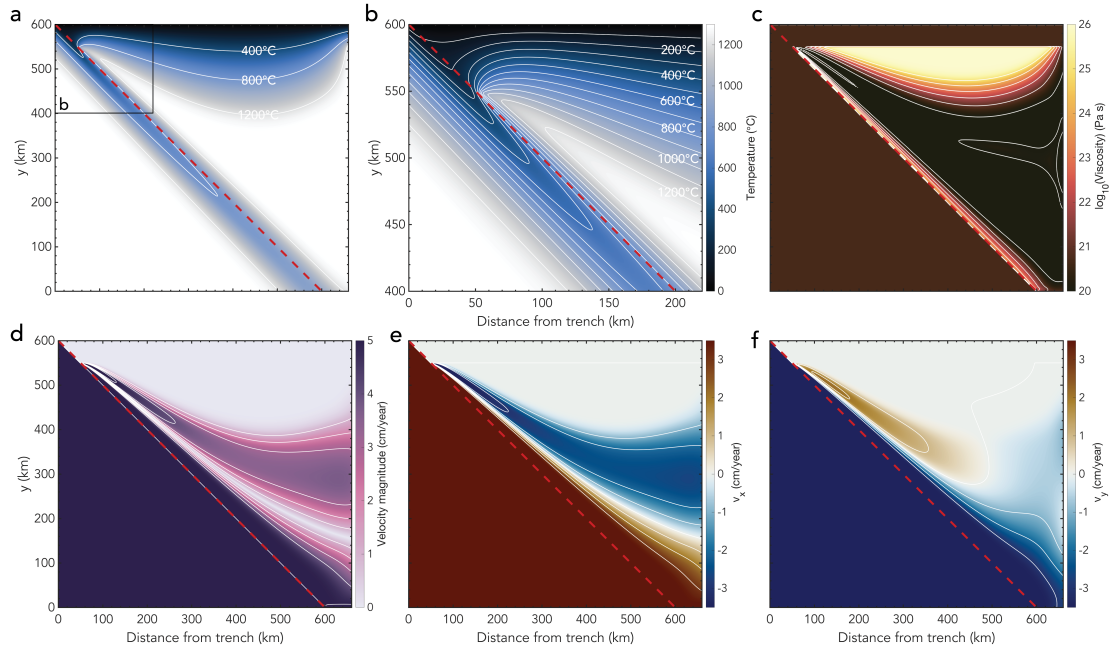 a
600
500
400
300
200
100
0
y (km)
400°C
800°C
1200°C
b
b
600
550
500
450
400
y (km)
0
50
100
150
200
Distance from trench (km)
200°C
400°C
600°C
800°C
1000°C
1200°C
1200
1000
800
600
400
200
0
Temperature (°C)
c
26
25
24
23
22
21
20
log10(Viscosity) (Pa s)
d
600
500
400
300
200
100
0
y (km)
0
100
200
300
400
500
600
Distance from trench (km)
5
4
3
2
1
0
Velocity magnitude (cm/year)
e
0
100
200
300
400
500
600
Distance from trench (km)
3
2
1
0
-1
-2
-3
vx (cm/year)
f
0
100
200
300
400
500
600
Distance from trench (km)
3
2
1
0
-1
-2
-3
vy (cm/year)